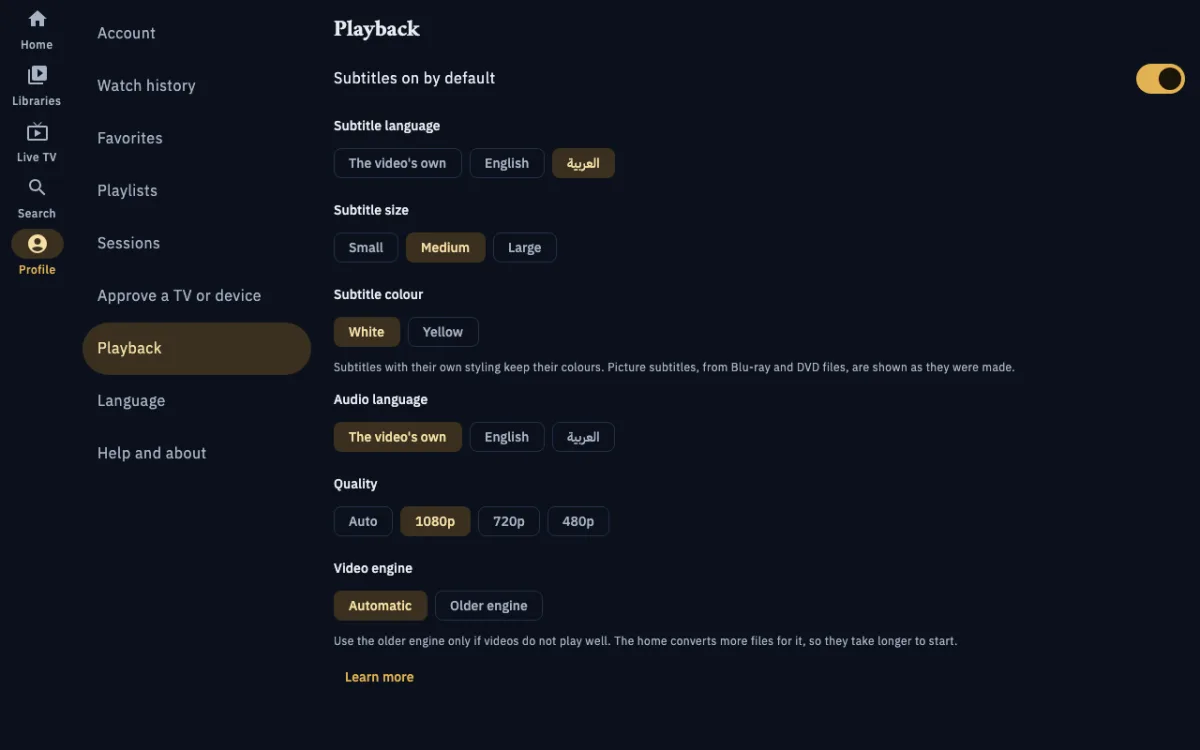 Home
Libraries
Live TV
Search
Profile
Account
Watch history
Favorites
Playlists
Sessions
Approve a TV or device
Playback
Language
Help and about
Playback
Subtitles on by default
Subtitle language
The video's own English العربية
Subtitle size
Small Medium Large
Subtitle colour
White Yellow
Subtitles with their own styling keep their colours. Picture subtitles, from Blu-ray and DVD files, are shown as they were made.
Audio language
The video's own English العربية
Quality
Auto 1080p 720p 480p
Video engine
Automatic Older engine
Use the older engine only if videos do not play well. The home converts more files for it, so they take longer to start.
Learn more